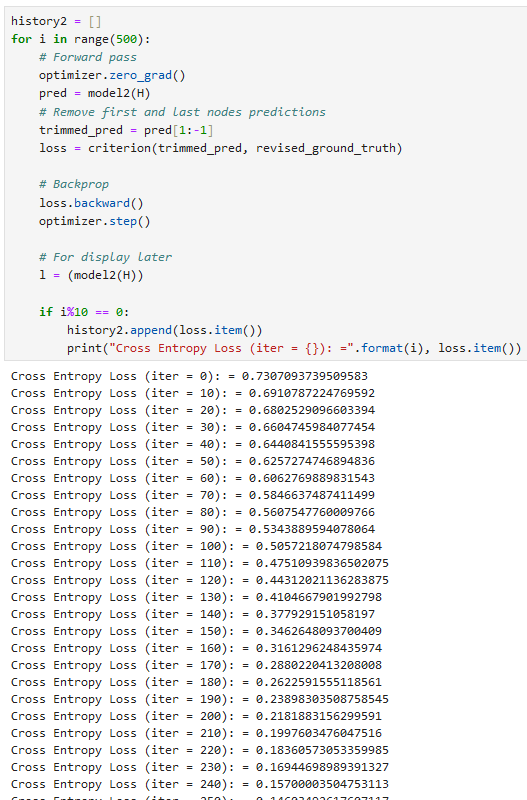 history2 = []
for i in range(500):
    # Forward pass
    optimizer.zero_grad()
    pred = model2(H)
    # Remove first and last nodes predictions
    trimmed_pred = pred[1:-1]
    loss = criterion(trimmed_pred, revised_ground_truth)

    # Backprop
    loss.backward()
    optimizer.step()

    # For display later
    l = (model2(H))

    if i%10 == 0:
        history2.append(loss.item())
        print("Cross Entropy Loss (iter = {}): =".format(i), loss.item())
Cross Entropy Loss (iter = 0): = 0.7307093739509583
Cross Entropy Loss (iter = 10): = 0.6910787224769592
Cross Entropy Loss (iter = 20): = 0.6802529096603394
Cross Entropy Loss (iter = 30): = 0.6604745984077454
Cross Entropy Loss (iter = 40): = 0.6440841555595398
Cross Entropy Loss (iter = 50): = 0.6257274746894836
Cross Entropy Loss (iter = 60): = 0.6062769889831543
Cross Entropy Loss (iter = 70): = 0.5846637487411499
Cross Entropy Loss (iter = 80): = 0.5607547760009766
Cross Entropy Loss (iter = 90): = 0.5343889594078064
Cross Entropy Loss (iter = 100): = 0.5057218074798584
Cross Entropy Loss (iter = 110): = 0.47510939836502075
Cross Entropy Loss (iter = 120): = 0.44312021136283875
Cross Entropy Loss (iter = 130): = 0.4104667901992798
Cross Entropy Loss (iter = 140): = 0.377929151058197
Cross Entropy Loss (iter = 150): = 0.3462648093700409
Cross Entropy Loss (iter = 160): = 0.3161296248435974
Cross Entropy Loss (iter = 170): = 0.2880220413208008
Cross Entropy Loss (iter = 180): = 0.2622591555118561
Cross Entropy Loss (iter = 190): = 0.23898303508758545
Cross Entropy Loss (iter = 200): = 0.2181883156299591
Cross Entropy Loss (iter = 210): = 0.1997603476047516
Cross Entropy Loss (iter = 220): = 0.18360573053359985
Cross Entropy Loss (iter = 230): = 0.16944698989391327
Cross Entropy Loss (iter = 240): = 0.15700003504753113
Cross Entropy Loss (iter =